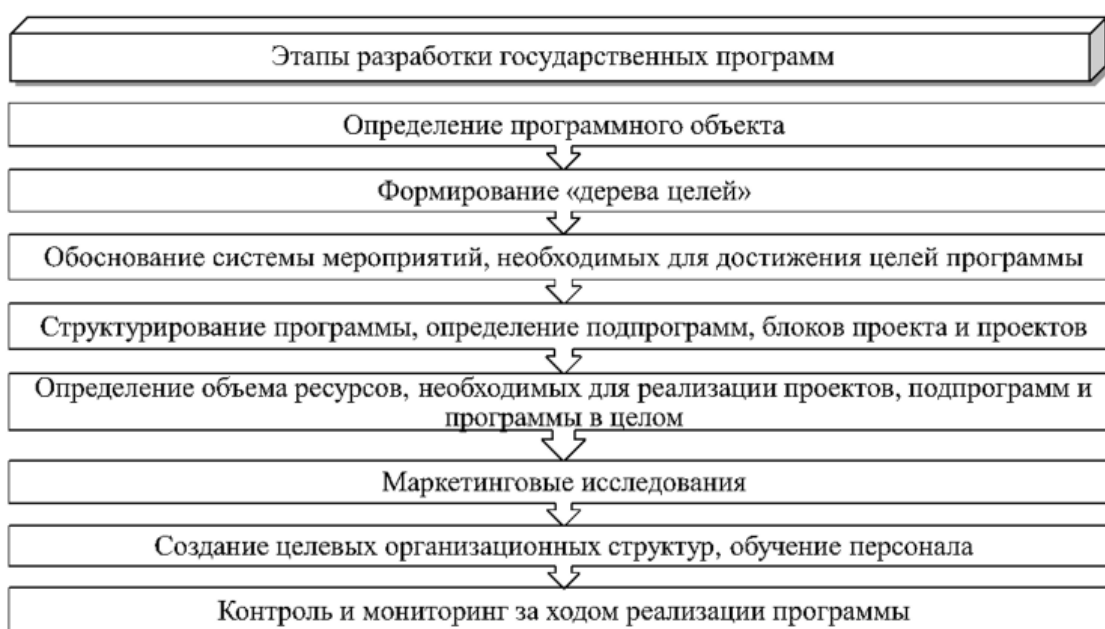 Этапы разработки государственных программ
Определение программного объекта
Формирование «дерева целей»
Обоснование системы мероприятий, необходимых для достижения целей программы
Структурирование программы, определение подпрограмм, блоков проекта и проектов
Определение объема ресурсов, необходимых для реализации проектов, подпрограмм и
программы в целом
Маркетинговые исследования
Создание целевых организационных структур, обучение персонала
Контроль и мониторинг за ходом реализации программы